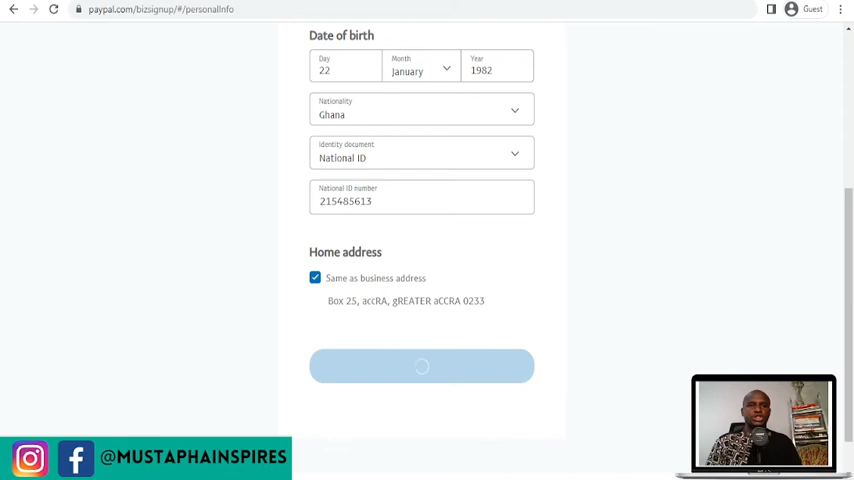 paypal.com/bizsignup/#/personalInfo
Guest
Date of birth
Day
Month
Year
22
January
1982
Nationality
Ghana
Identity document
National ID
National ID number
215485613
Home address
Same as business address
Box 25, accRA, gREATER aCCRA 0233
@MUSTAPHAINSPIRES